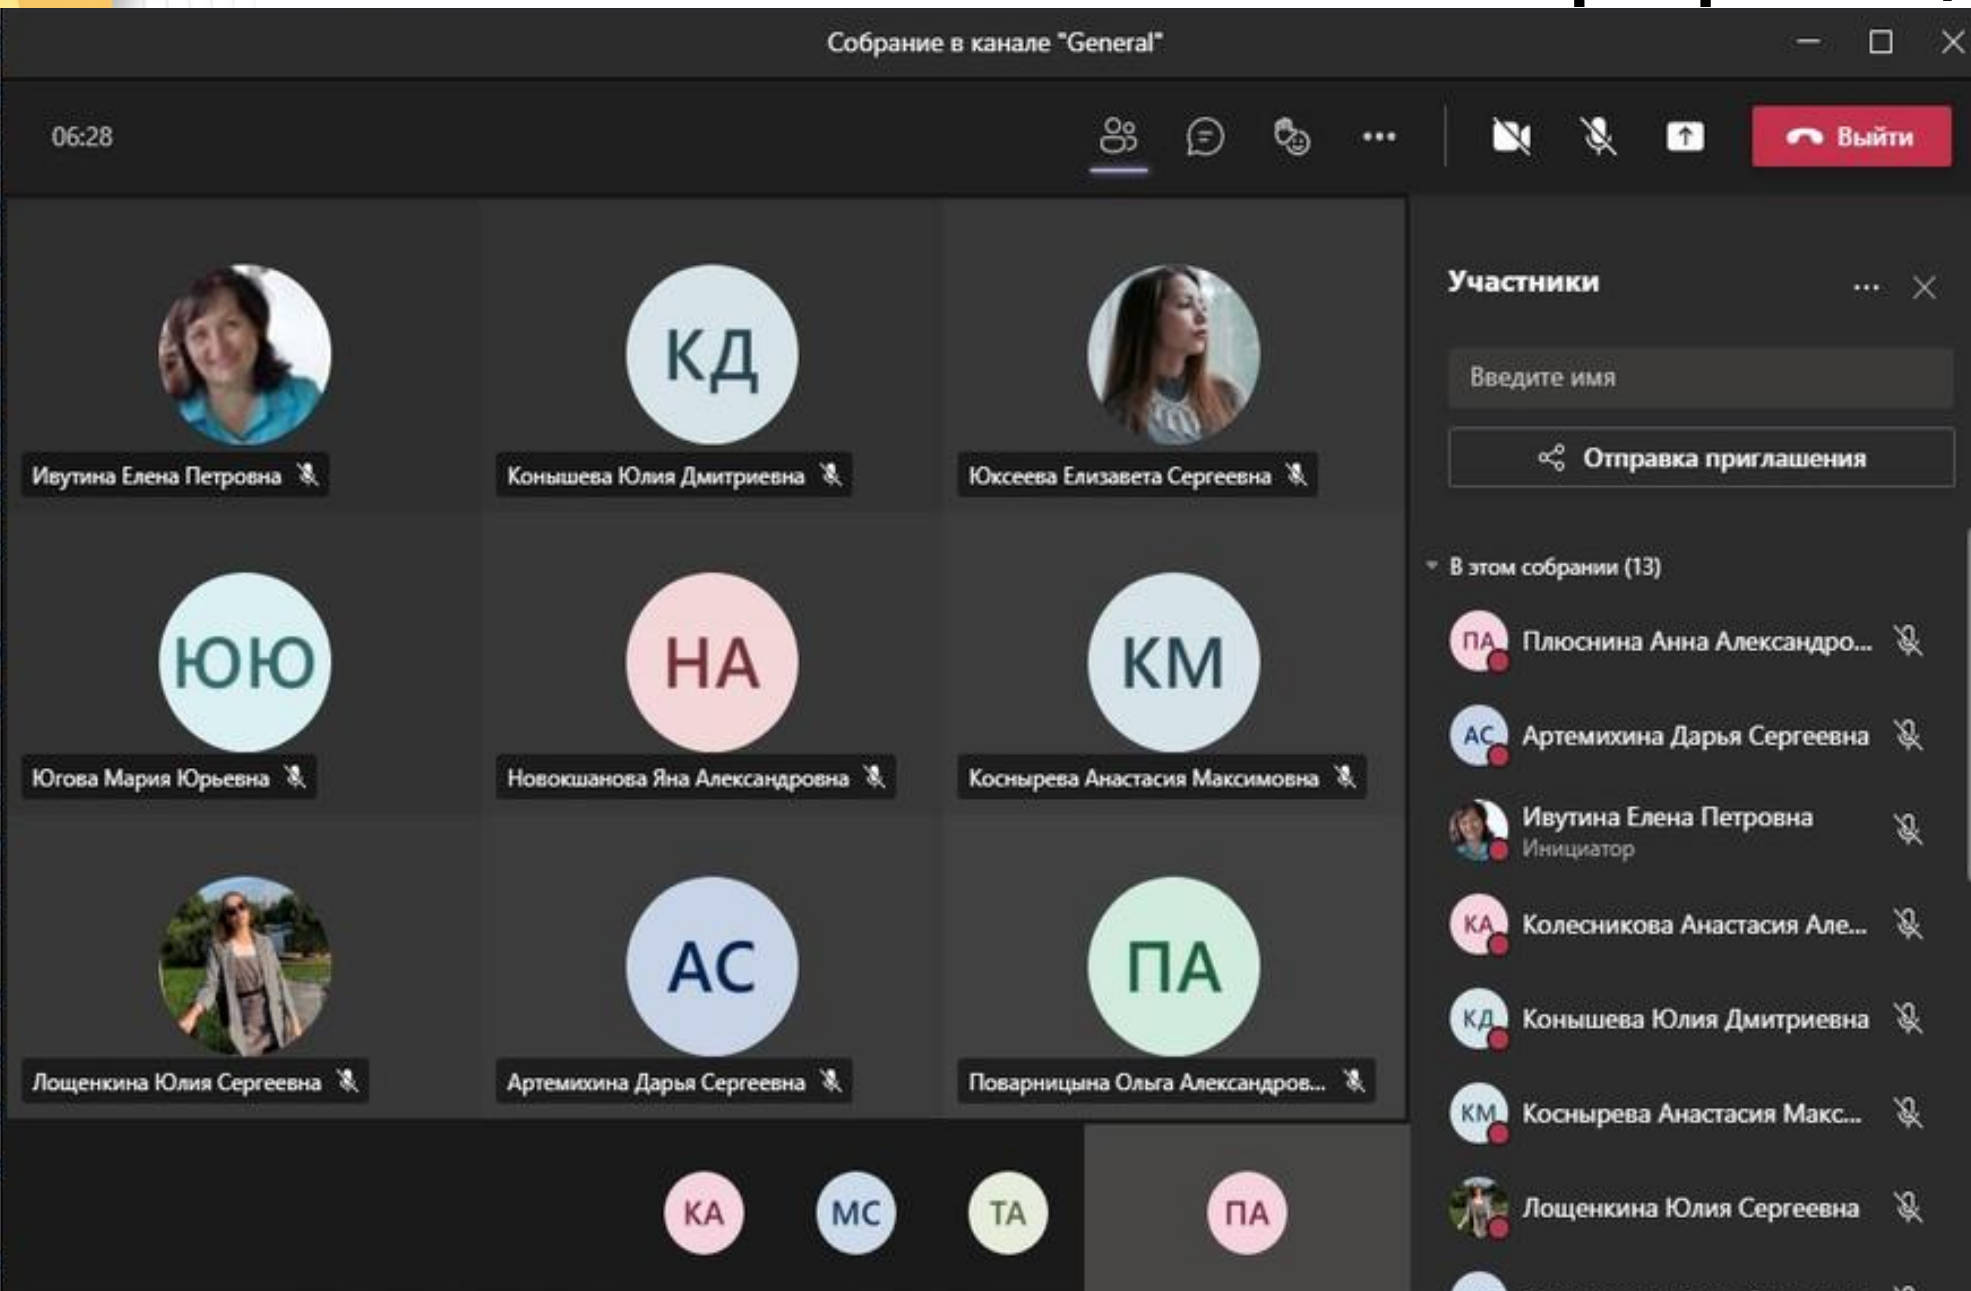 Собрание в канале "General"
06:28
Выйти
КД
Ивутина Елена Петровна
Конышева Юлия Дмитриевна
Юксеева Елизавета Сергеевна
ЮЮ
НА
КМ
Югова Мария Юрьевна
Новокшанова Яна Александровна
Коснырева Анастасия Максимовна
АС
ПА
Лощенкина Юлия Сергеевна
Артемихина Дарья Сергеевна
Поварницына Ольга Александров...
КА
МС
ТА
ПА
Участники
Введите имя
Отправка приглашения
В этом собрании (13)
ПА Плюснина Анна Александро...
АС Артемихина Дарья Сергеевна
Ивутина Елена Петровна
Инициатор
КА Колесникова Анастасия Але...
КД Конышева Юлия Дмитриевна
КМ Коснырева Анастасия Макс...
Лощенкина Юлия Сергеевна